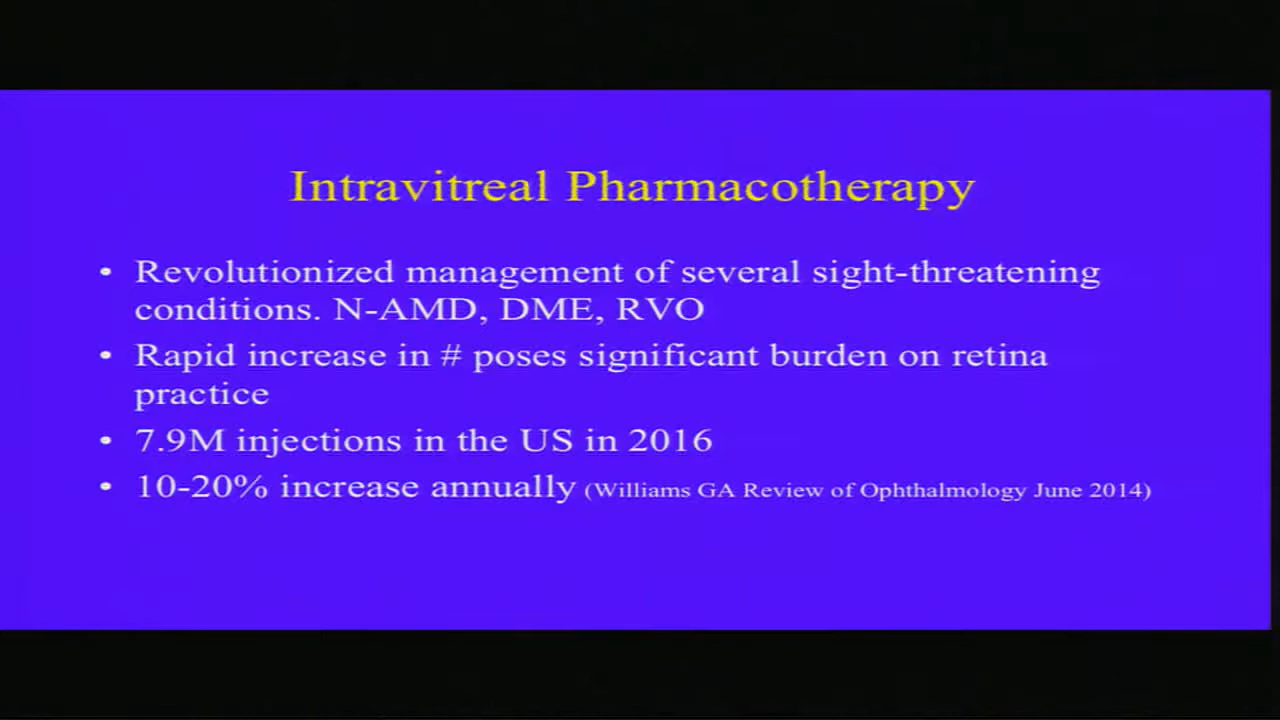 Intravitreal Pharmacotherapy
• Revolutionized management of several sight-threatening
conditions. N-AMD, DME, RVO
• Rapid increase in # poses significant burden on retina
practice
• 7.9M injections in the US in 2016
• 10-20% increase annually (Williams GA Review of Ophthalmology June 2014)